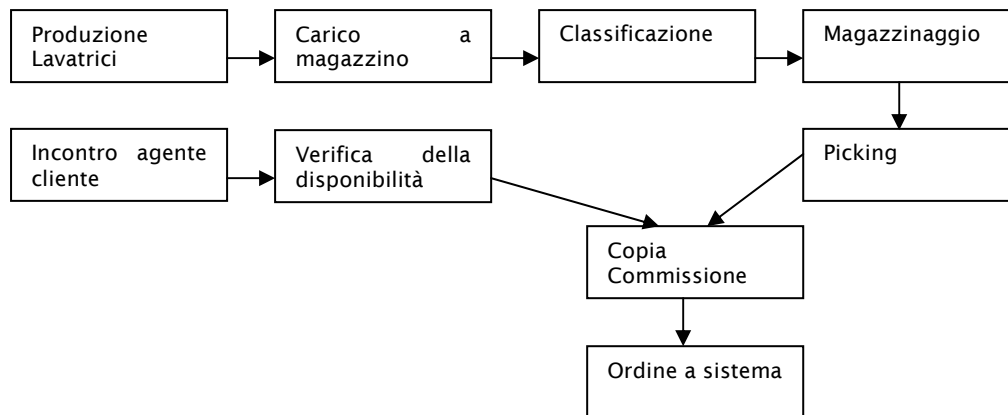 Produzione
Lavatrici
Carico a
magazzino
Classificazione
Magazzinaggio
Incontro agente
cliente
Verifica della
disponibilità
Picking
Copia
Commissione
Ordine a sistema